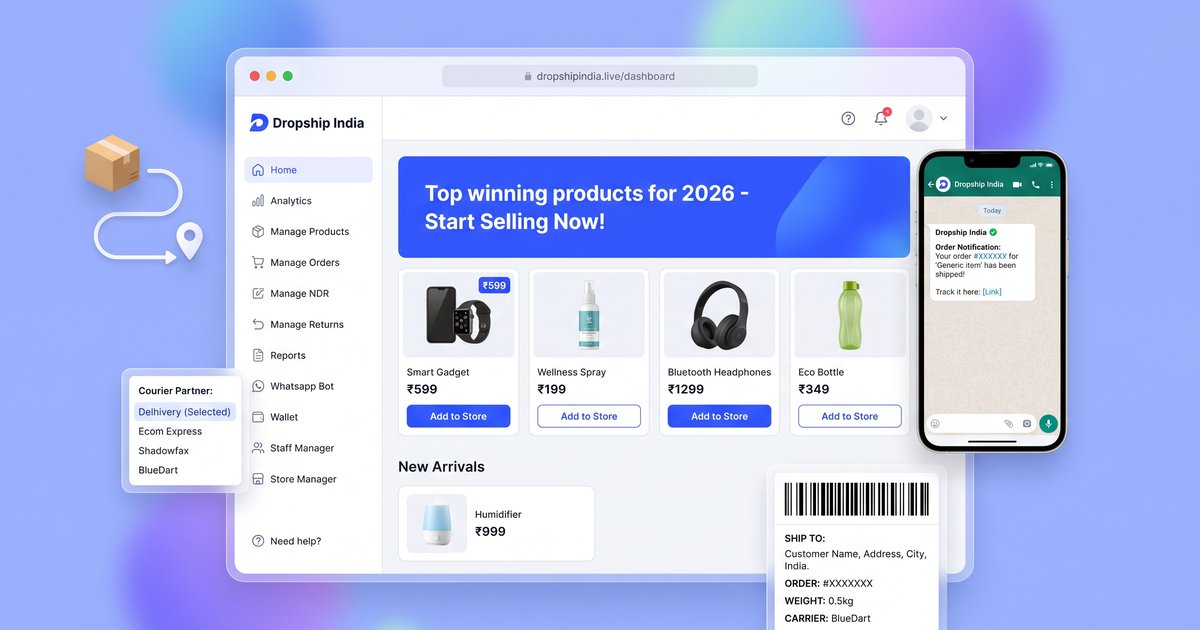 dropshipindia.live/dashboard
Dropship India
Home
Analytics
Manage Products
Manage Orders
Manage NDR
Manage Returns
Reports
Whatsapp Bot
Wallet
Staff Manager
Store Manager
Need help?
Top winning products for 2026 -
Start Selling Now!
₹599
Smart Gadget
₹599
Add to Store
Wellness Spray
₹199
Add to Store
Bluetooth Headphones
₹1299
Add to Store
Eco Bottle
₹349
Add to Store
New Arrivals
Humidifier
₹999
Courier Partner:
Delhivery (Selected)
Ecom Express
Shadowfax
BlueDart
Dropship India
Today
Dropship India
Order Notification:
Your order #XXXXXX for
'Generic item' has been
shipped!
Track it here: [Link]
SHIP TO:
Customer Name, Address, City,
India.
ORDER: #XXXXXXX
WEIGHT: 0.5kg
CARRIER: BlueDart